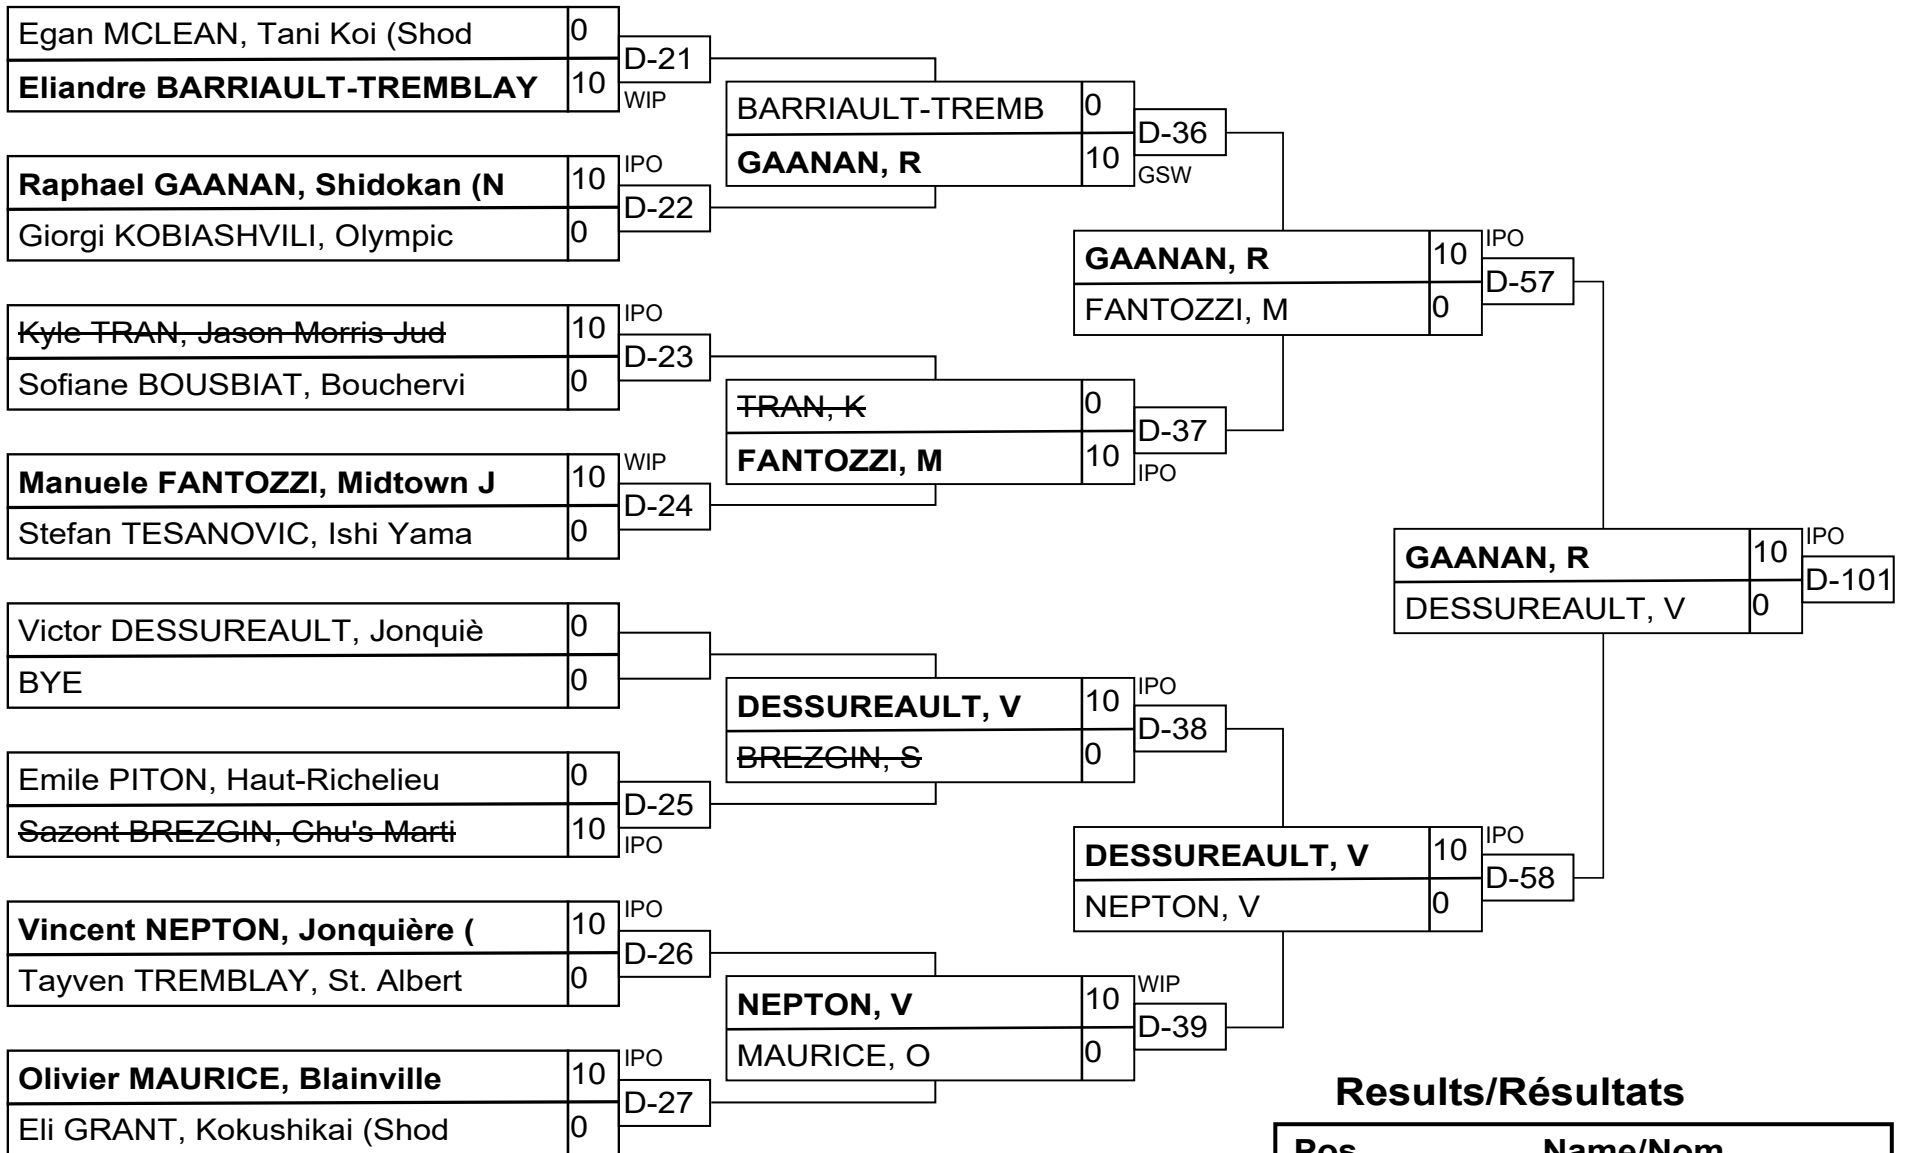 Egan MCLEAN, Tani Koi (Shod 0
D-21
Eliandre BARRIAULT-TREMBLAY 10
WIP
Raphael GAANAN, Shidokan (N 10
IPO
D-22
Giorgi KOBIASHVILI, Olympic 0
Kyle TRAN, Jason Morris Jud 10
IPO
D-23
Sofiane BOUSBIAT, Bouchervi 0
Manuele FANTOZZI, Midtown J 10
WIP
D-24
Stefan TESANOVIC, Ishi Yama 0
Victor DESSUREAULT, Jonquiè 0
BYE 0
Emile PITON, Haut-Richelieu 0
D-25
Sazont BREZGIN, Chu's Marti 10
IPO
Vincent NEPTON, Jonquière ( 10
IPO
D-26
Tayven TREMBLAY, St. Albert 0
Olivier MAURICE, Blainville 10
IPO
D-27
Eli GRANT, Kokushikai (Shod 0
BARRIAULT-TREMB 0
D-36
GAANAN, R 10
GSW
TRAN, K 0
D-37
FANTOZZI, M 10
IPO
DESSUREAULT, V 10
IPO
D-38
BREZGIN, S 0
NEPTON, V 10
WIP
D-39
MAURICE, O 0
GAANAN, R 10
IPO
D-57
FANTOZZI, M 0
DESSUREAULT, V 10
IPO
D-58
NEPTON, V 0
GAANAN, R 10
IPO
D-101
DESSUREAULT, V 0
Results/Résultats
Pos Name/Nom